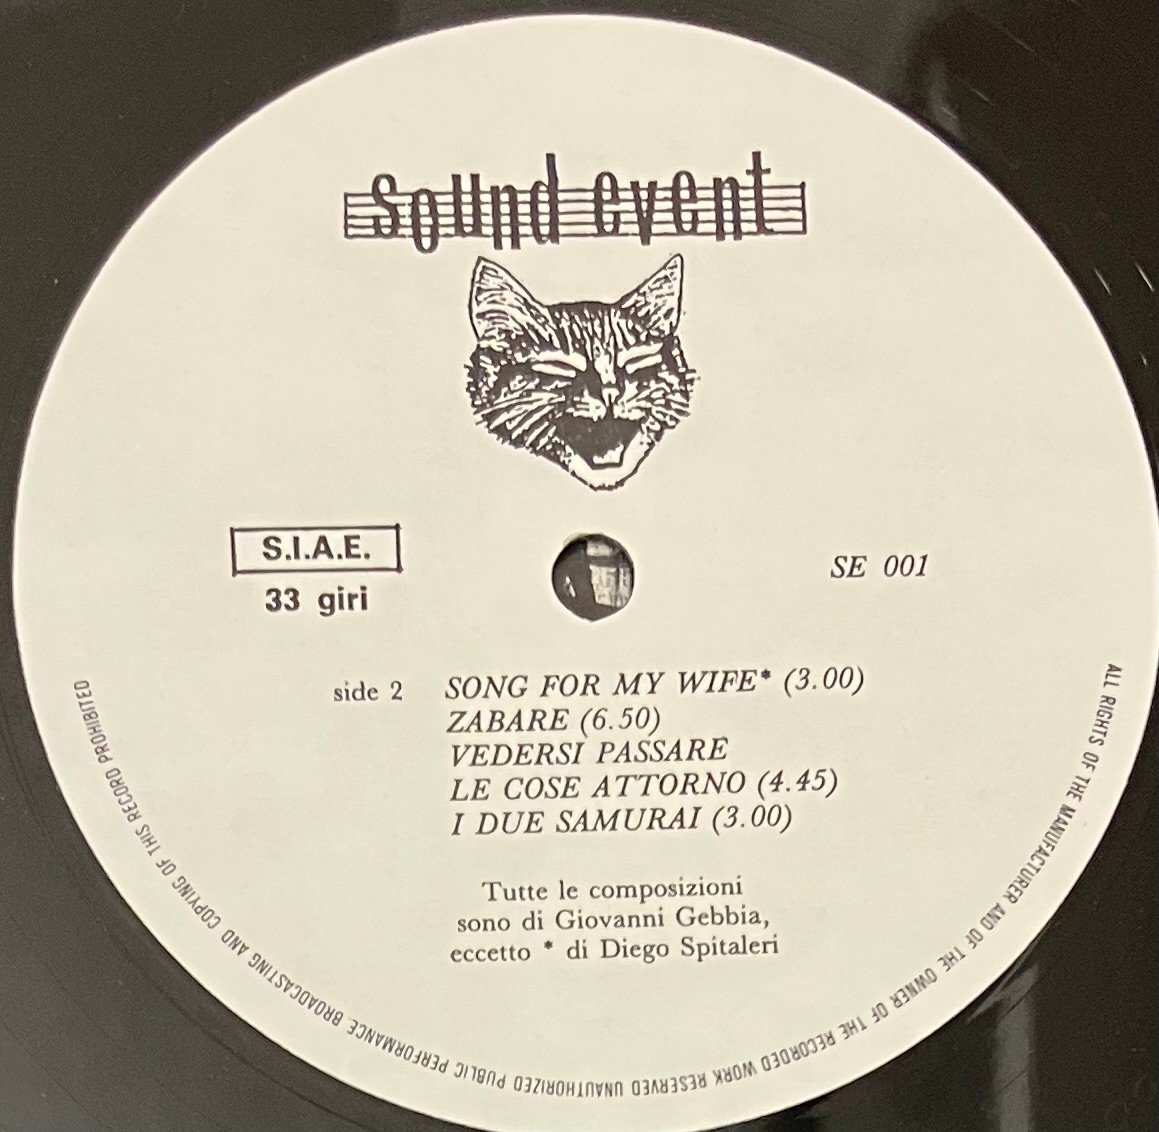 sound event
S.I.A.E.
33 giri
SE 001
side 2
SONG FOR MY WIFE* (3.00)
ZABARE (6.50)
VEDERSI PASSARE
LE COSE ATTORNO (4.45)
I DUE SAMURAI (3.00)
Tutte le composizioni
sono di Giovanni Gebbia,
eccetto * di Diego Spitaleri
ALL RIGHTS OF THE MANUFACTURER AND OF THE OWNER OF THE RECORDED WORK RESERVED UNAUTHORIZED PUBLIC PERFORMANCE BROADCASTING AND COPYING OF THIS RECORD PROHIBITED